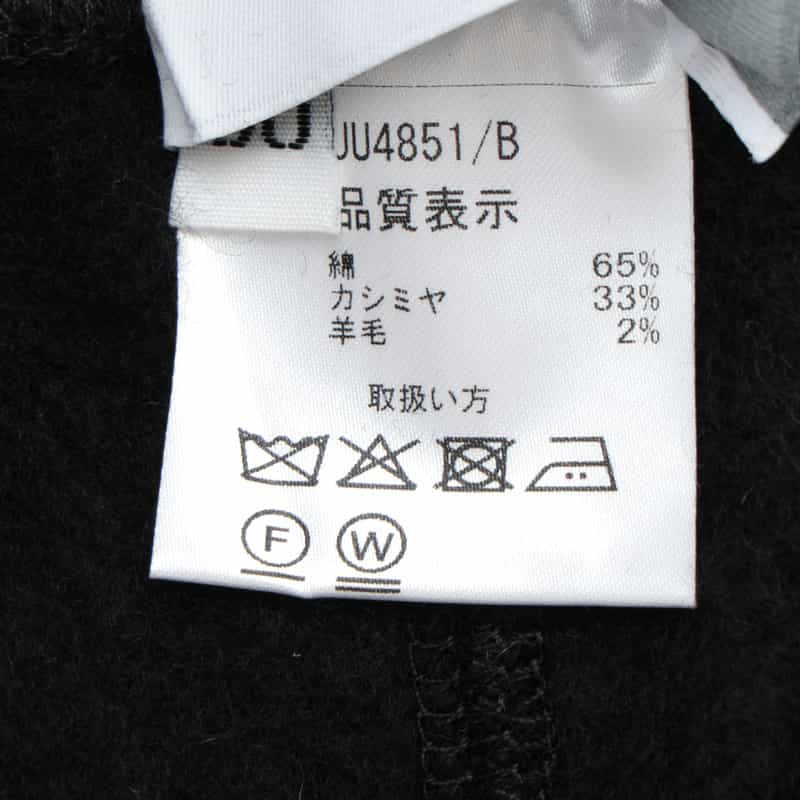 JU4851/B
品質表示
綿 65%
カシミヤ 33%
羊毛 2%
取扱い方
F W